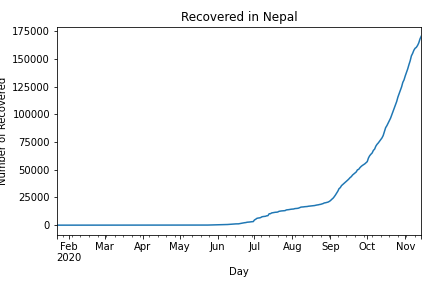 Recovered in Nepal
175000
150000
125000
100000
75000
50000
25000
0
Number of Recovered
Feb Mar Apr May Jun Jul Aug Sep Oct Nov
2020
Day